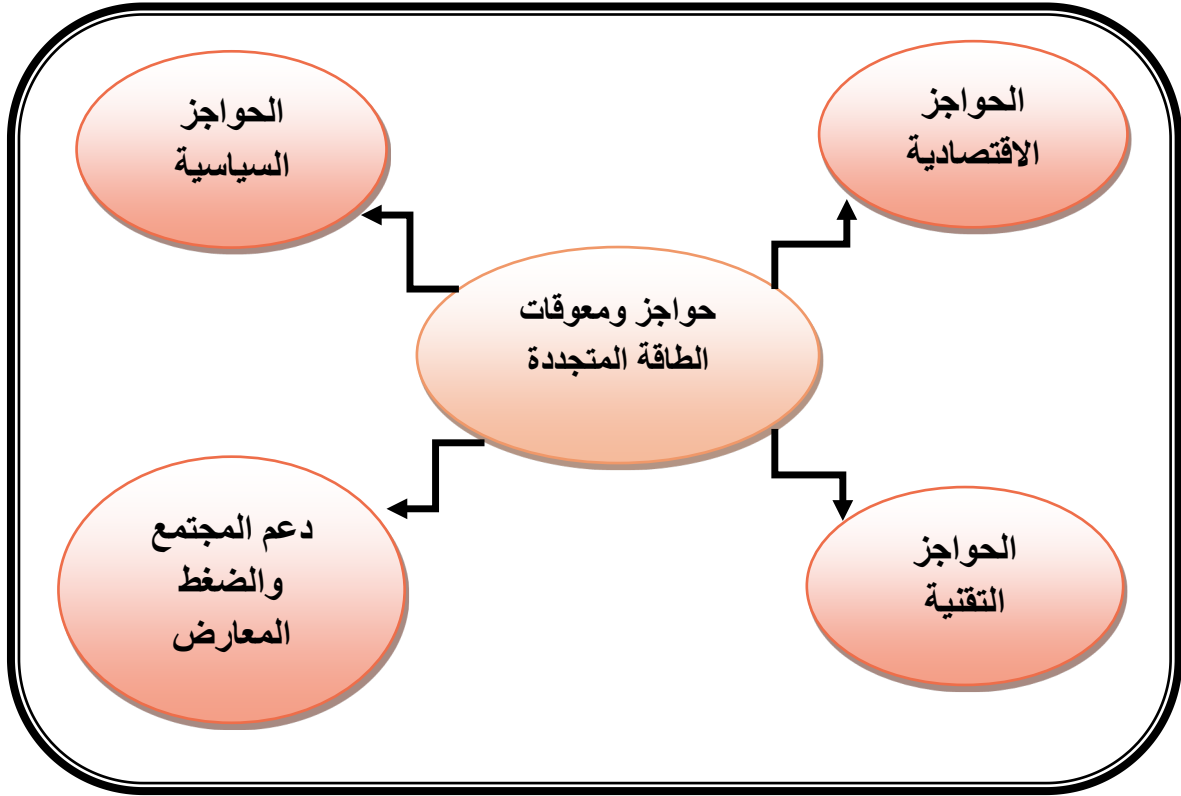 الحواجز
الاقتصادية
الحواجز
السياسية
حواجز ومعوقات
الطاقة المتجددة
الحواجز
التقنية
دعم المجتمع
والضغط
المعارض